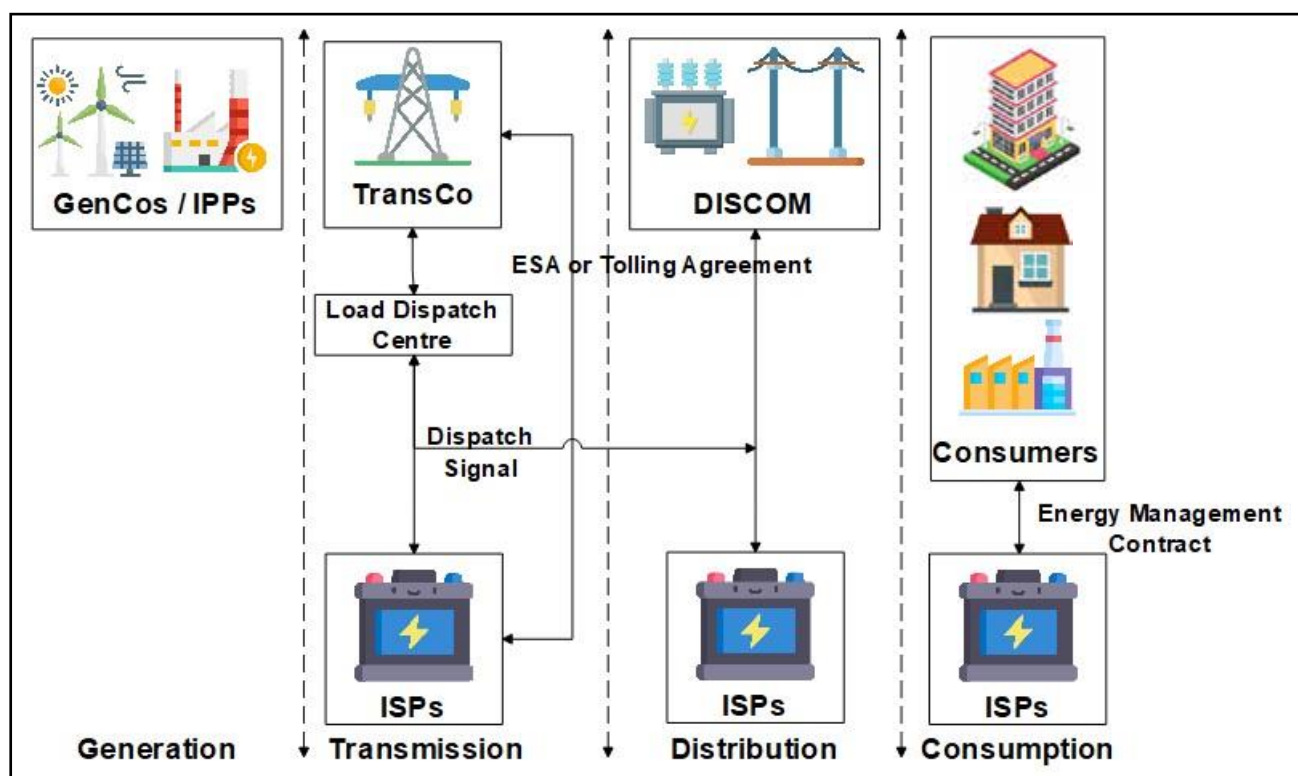 GenCos / IPPs
TransCo
DISCOM
ESA or Tolling Agreement
Load Dispatch
Centre
Dispatch
Signal
Consumers
Energy Management
Contract
ISPs
ISPs
ISPs
Generation
Transmission
Distribution
Consumption